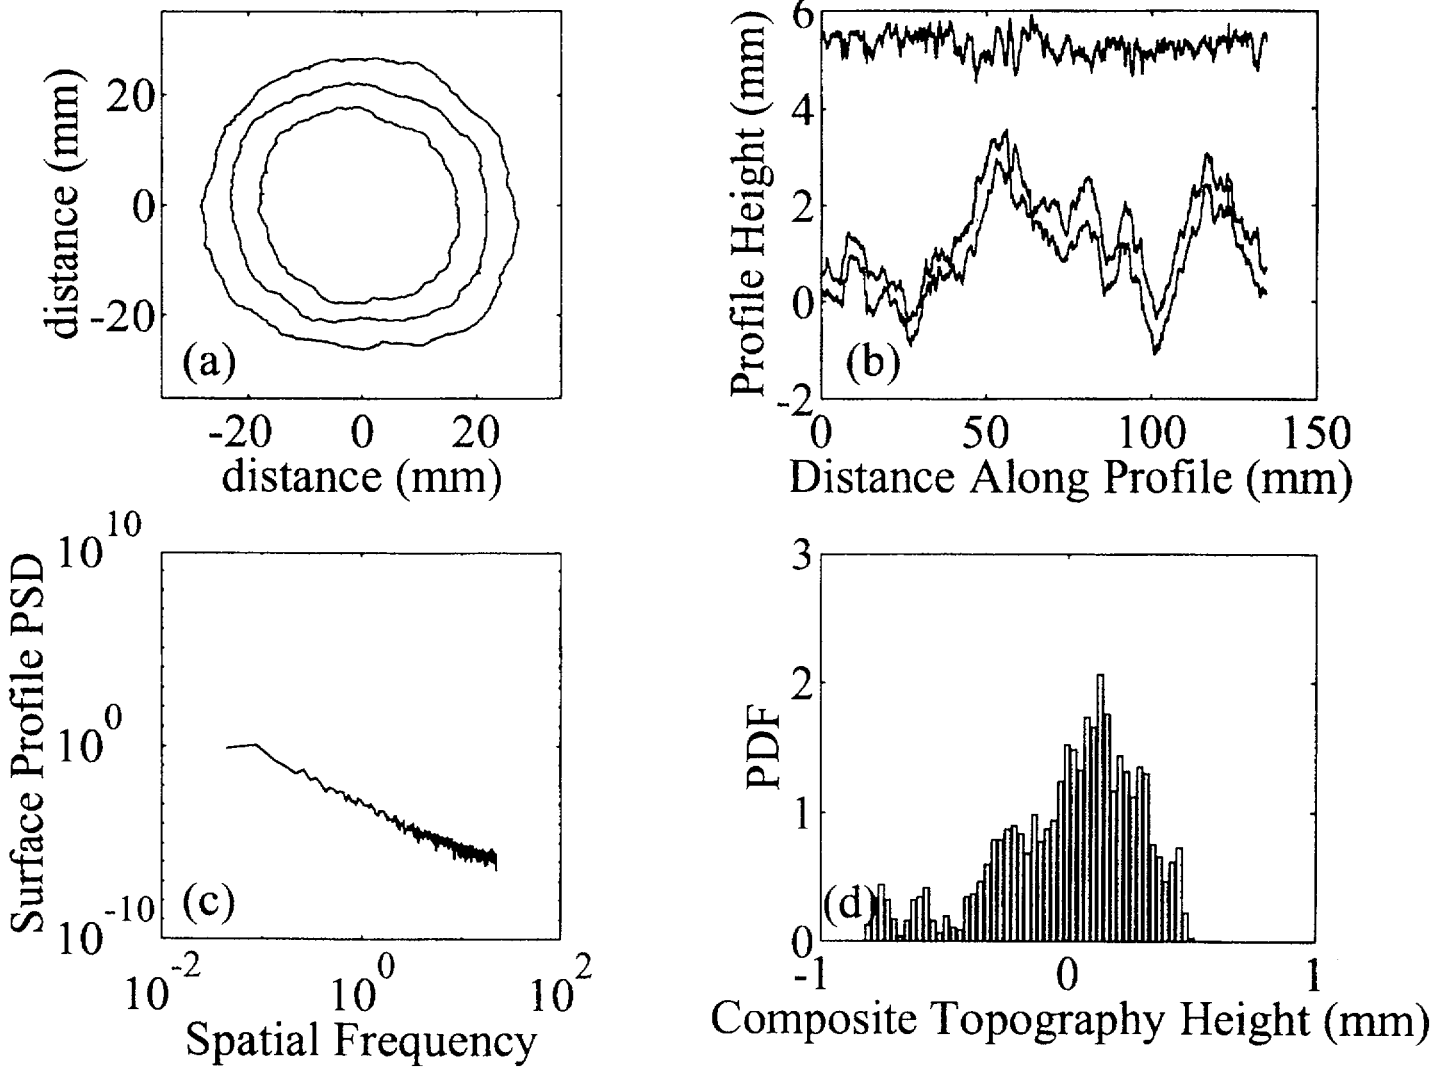 distance (mm)
20
0
-20
(a)
-20 0 20
distance (mm)
Profile Height (mm)
6
4
2
0
-2
(b)
0 50 100 150
Distance Along Profile (mm)
Surface Profile PSD
10^10
10^0
10^-10
(c)
10^-2 10^0 10^2
Spatial Frequency
PDF
3
2
1
0
(d)
-1 0 1
Composite Topography Height (mm)